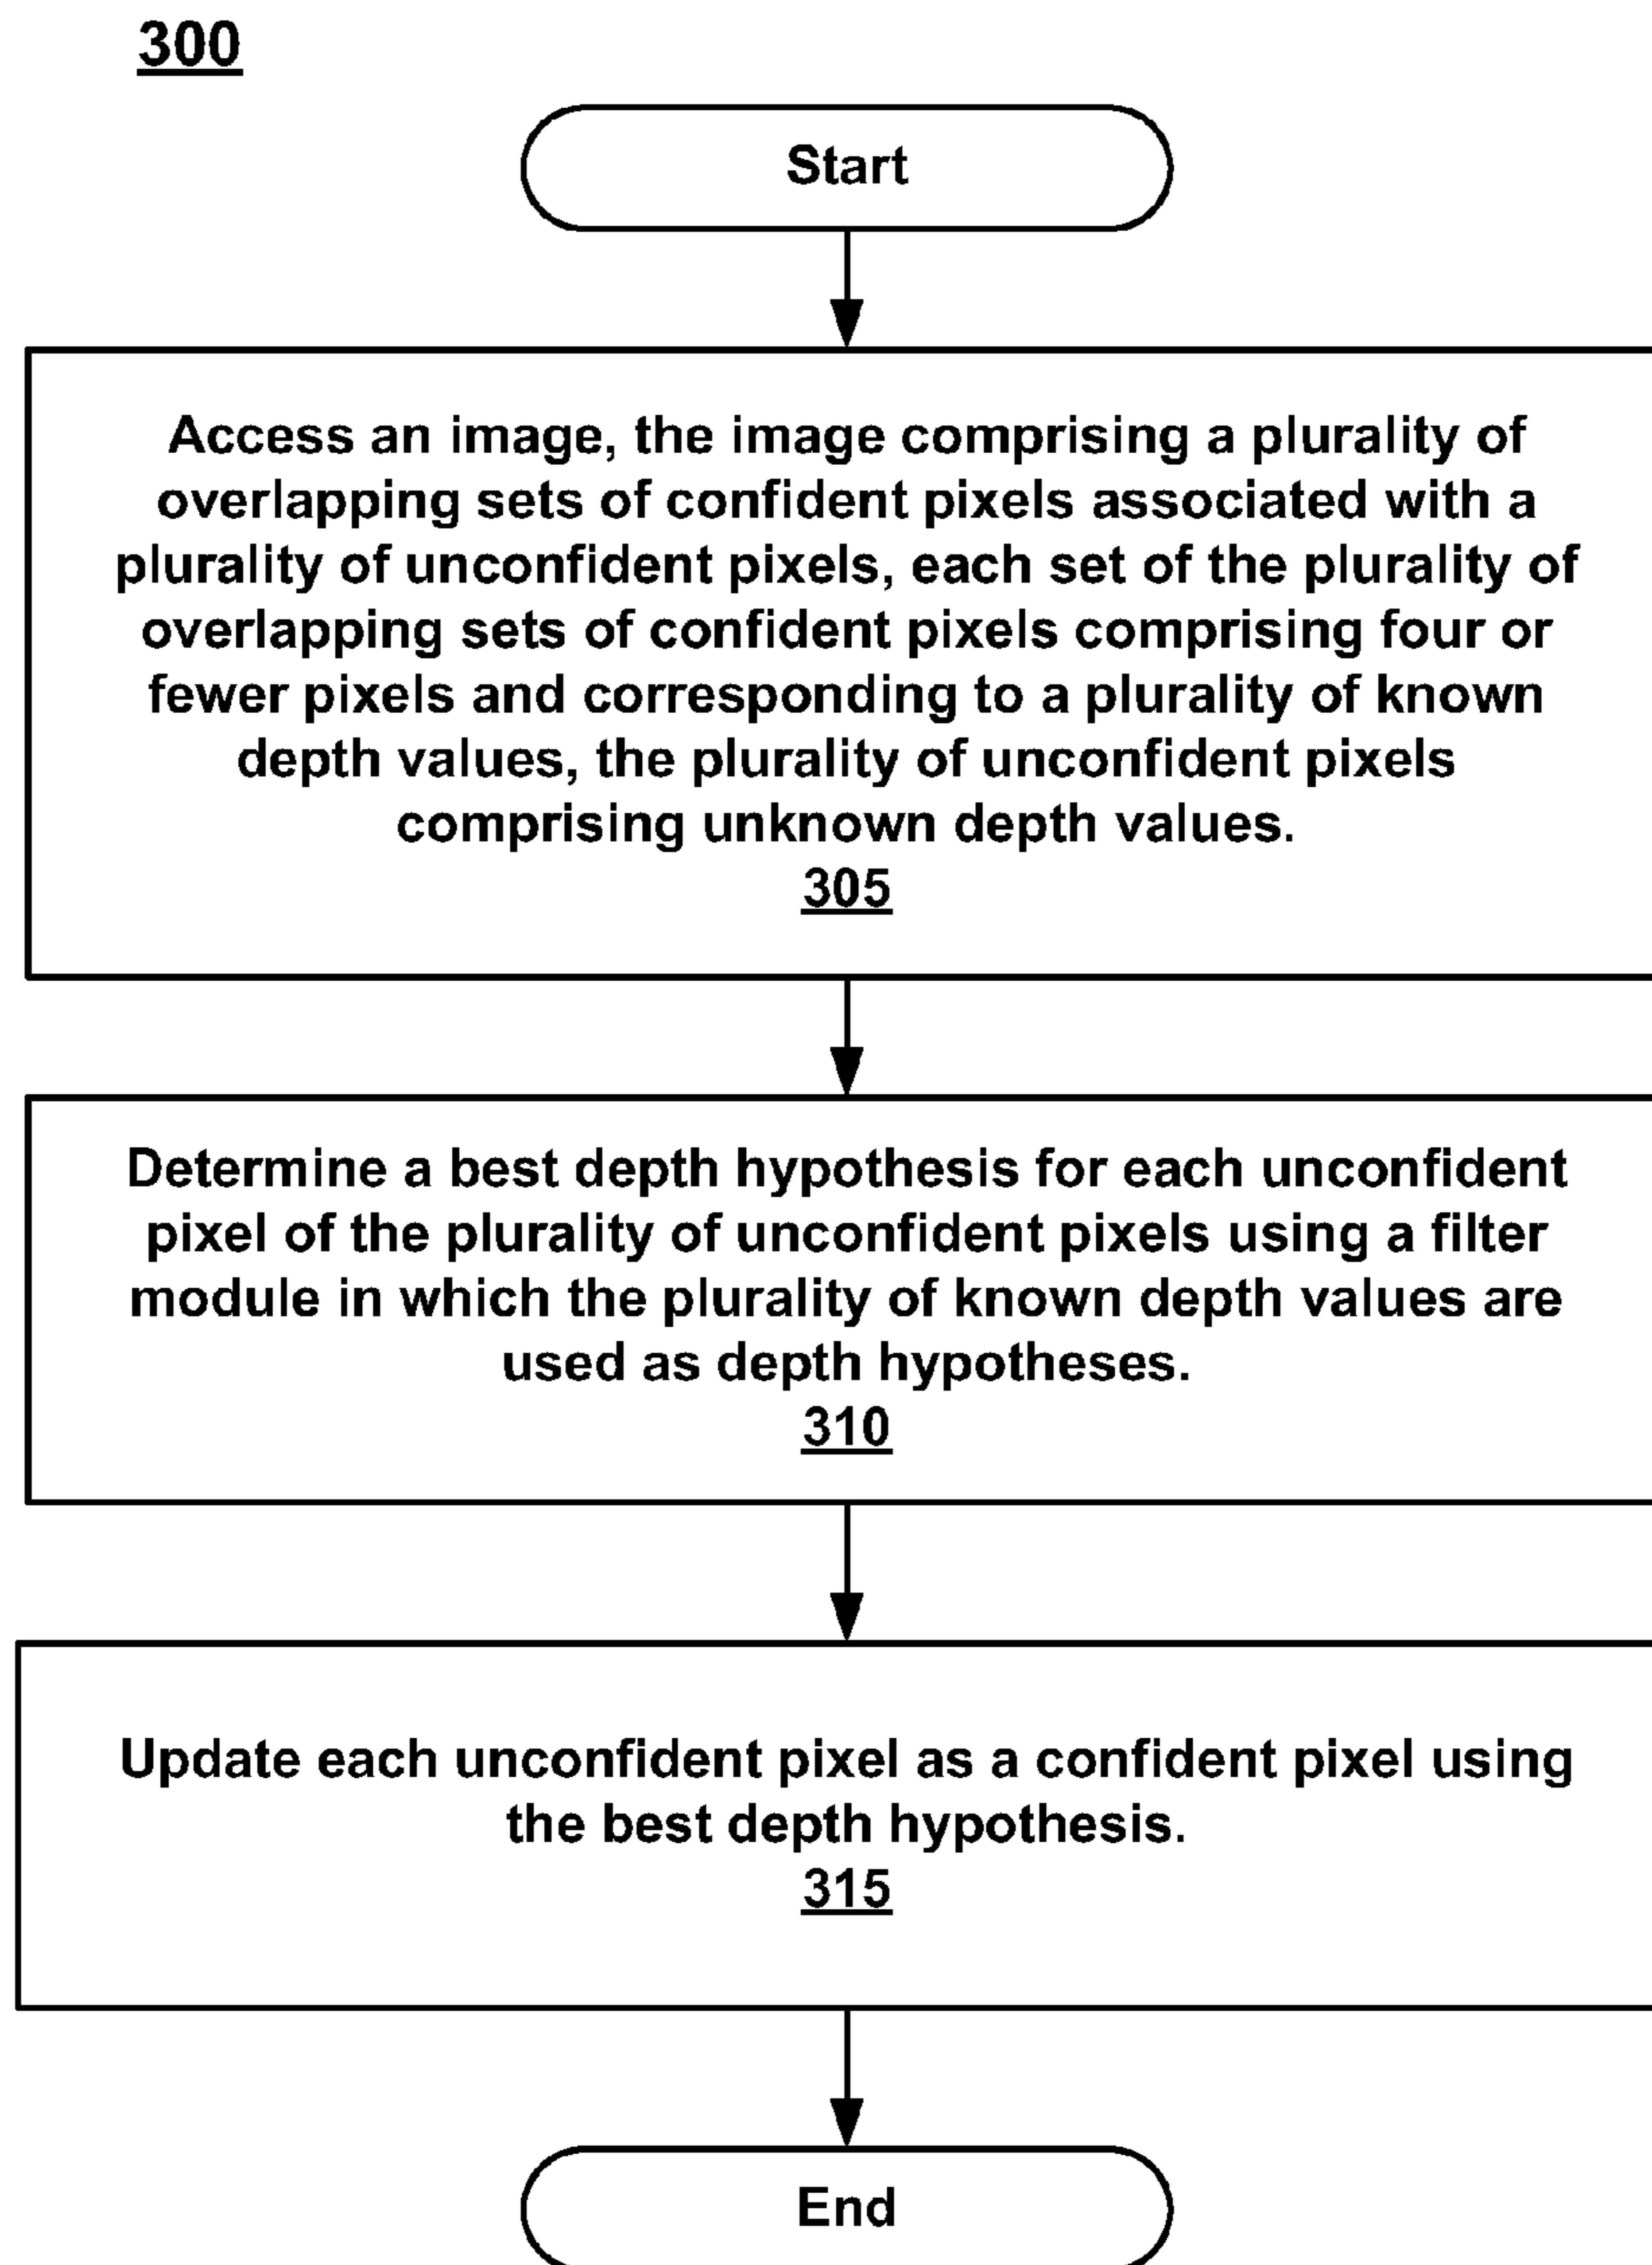 300
Start
Access an image, the image comprising a plurality of
overlapping sets of confident pixels associated with a
plurality of unconfident pixels, each set of the plurality of
overlapping sets of confident pixels comprising four or
fewer pixels and corresponding to a plurality of known
depth values, the plurality of unconfident pixels
comprising unknown depth values.
305
Determine a best depth hypothesis for each unconfident
pixel of the plurality of unconfident pixels using a filter
module in which the plurality of known depth values are
used as depth hypotheses.
310
Update each unconfident pixel as a confident pixel using
the best depth hypothesis.
315
End